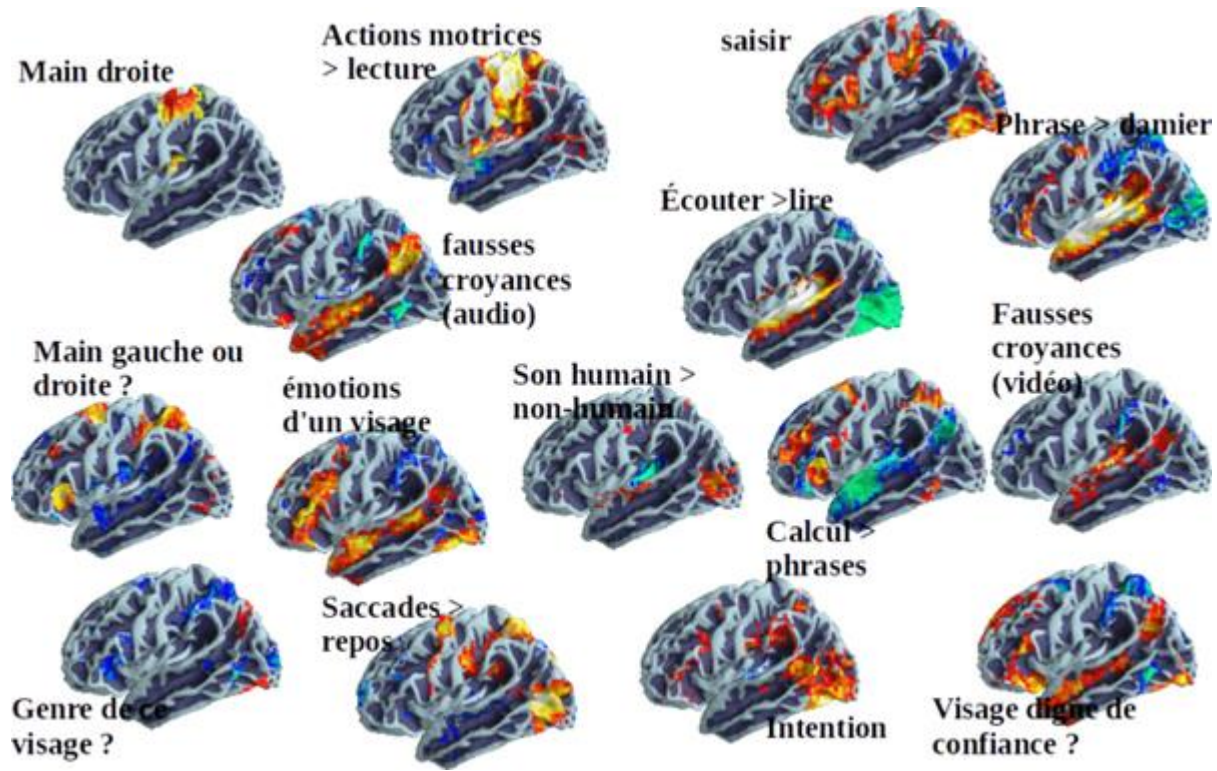 Main droite
Actions motrices
> lecture
saisir
Phrase > damier
Écouter >lire
fausses
croyances
(audio)
Fausses
croyances
(vidéo)
Main gauche ou
droite ?
émotions
d'un visage
Son humain >
non-humain
Calcul >
phrases
Saccades >
repos
Genre de ce
visage ?
Intention
Visage digne de
confiance ?